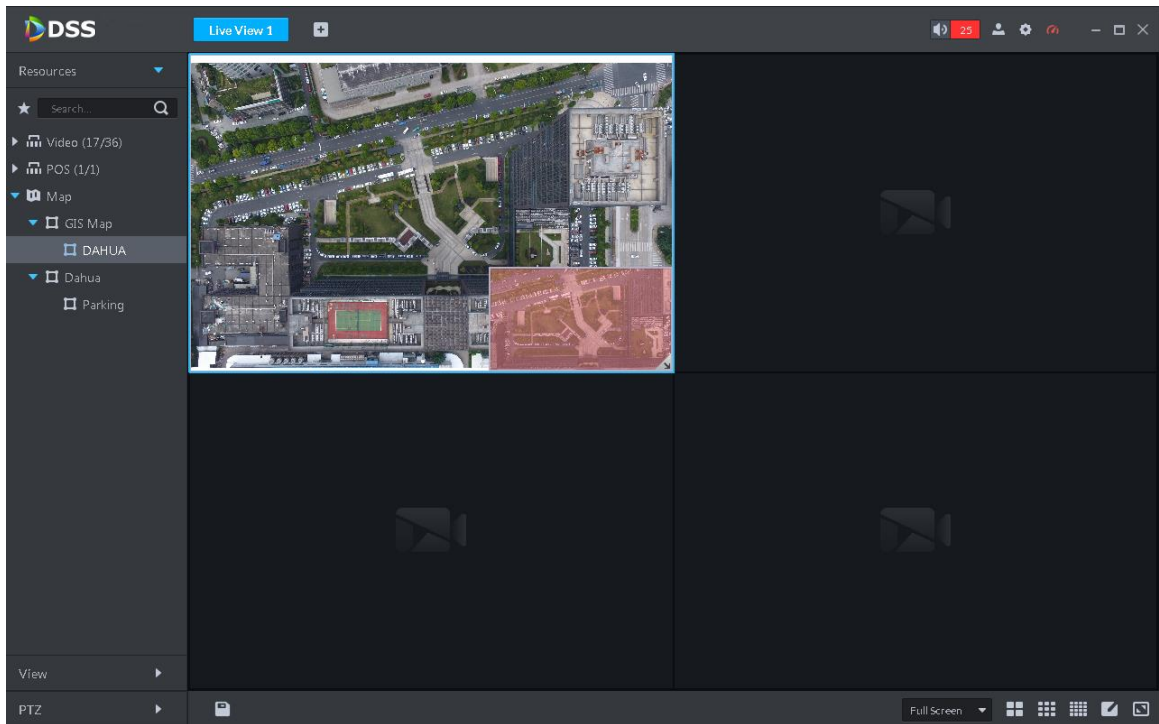 DSS
Live View 1
25
Resources
Search...
Video (17/36)
POS (1/1)
Map
GIS Map
DAHUA
Dahua
Parking
View
PTZ
Full Screen